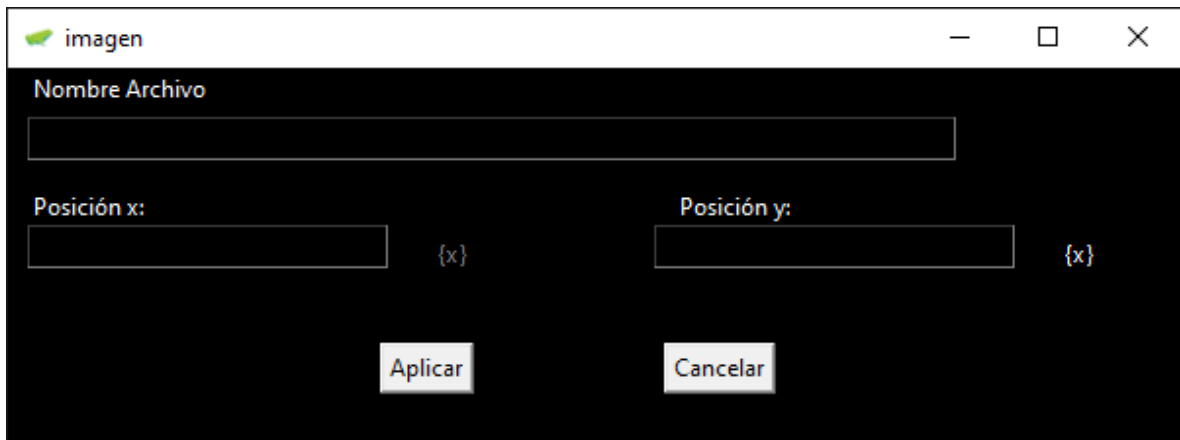 imagen
Nombre Archivo
Posición x: Posición y:
{x} {x}
Aplicar Cancelar